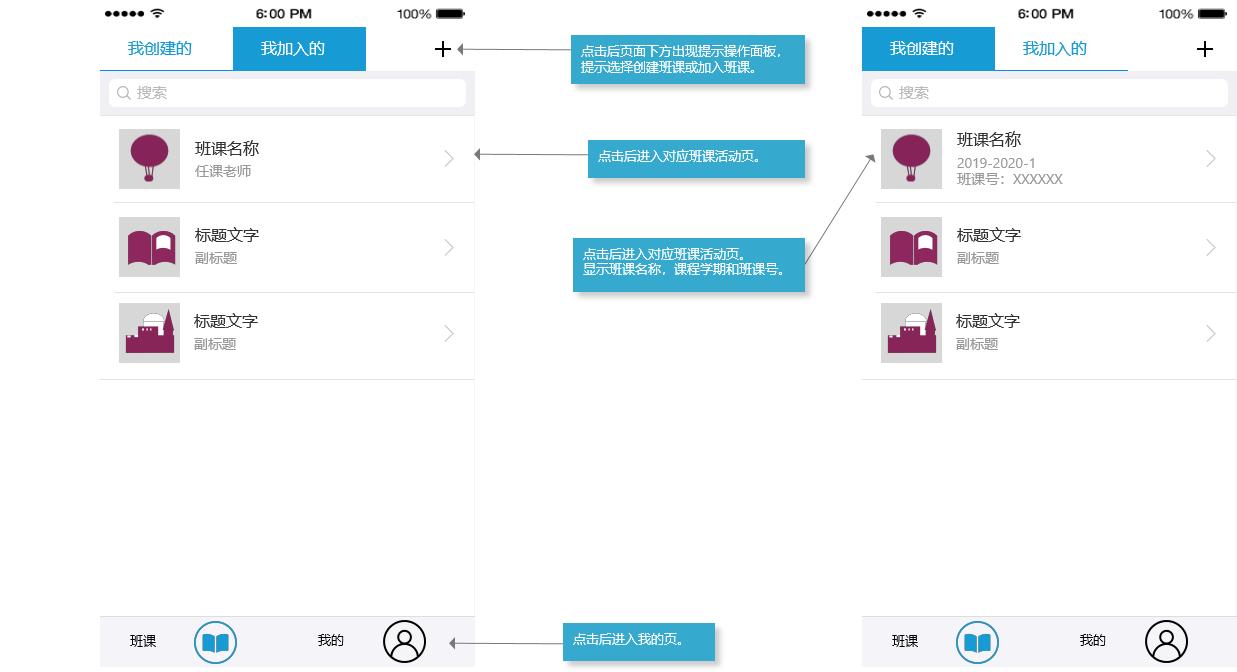 6:00 PM
100%
我创建的
我加入的
搜索
班课名称
任课老师
标题文字
副标题
标题文字
副标题
班课
我的
点击后页面下方出现提示操作面板，
提示选择创建班课或加入班课。
点击后进入对应班课活动页。
点击后进入对应班课活动页。
显示班课名称，课程学期和班课号。
点击后进入我的页。
6:00 PM
100%
我创建的
我加入的
搜索
班课名称
2019-2020-1
班课号：XXXXXX
标题文字
副标题
标题文字
副标题
班课
我的